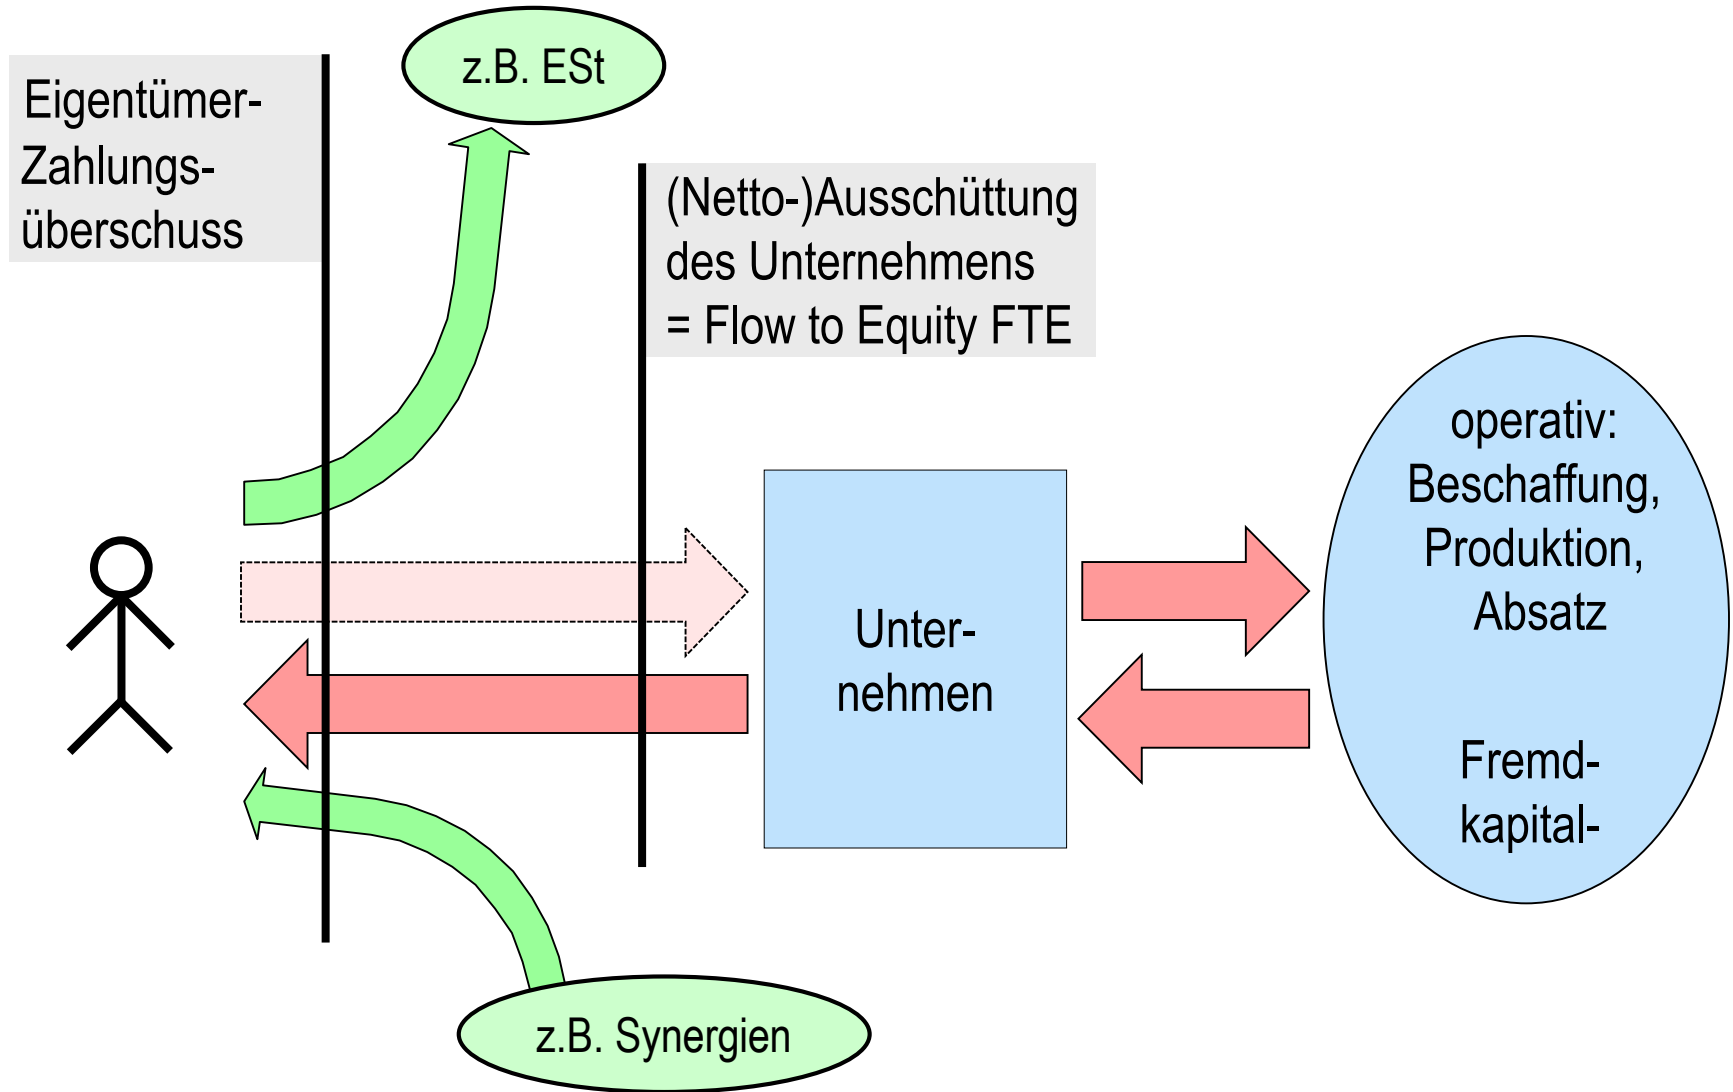 z.B. ESt
Eigentümer-
Zahlungs-
überschuss
(Netto-)Ausschüttung
des Unternehmens
= Flow to Equity FTE
operativ:
Beschaffung,
Produktion,
Absatz
Fremd-
kapital-
Unter-
nehmen
z.B. Synergien